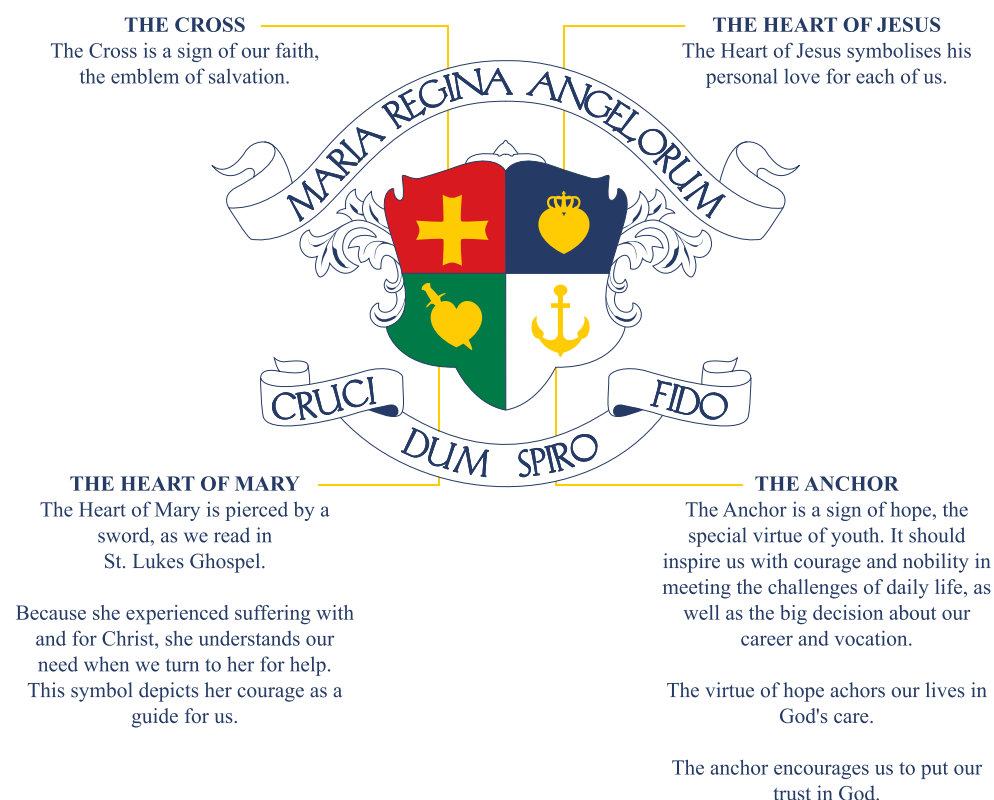 THE CROSS
The Cross is a sign of our faith,
the emblem of salvation.
THE HEART OF JESUS
The Heart of Jesus symbolises his
personal love for each of us.
MARIA REGINA ANGELORUM
CRUCI
DUM SPIRO
FIDO
THE HEART OF MARY
The Heart of Mary is pierced by a
sword, as we read in
St. Lukes Ghospel.
Because she experienced suffering with
and for Christ, she understands our
need when we turn to her for help.
This symbol depicts her courage as a
guide for us.
THE ANCHOR
The Anchor is a sign of hope, the
special virtue of youth. It should
inspire us with courage and nobility in
meeting the challenges of daily life, as
well as the big decision about our
career and vocation.
The virtue of hope achors our lives in
God's care.
The anchor encourages us to put our
trust in God.